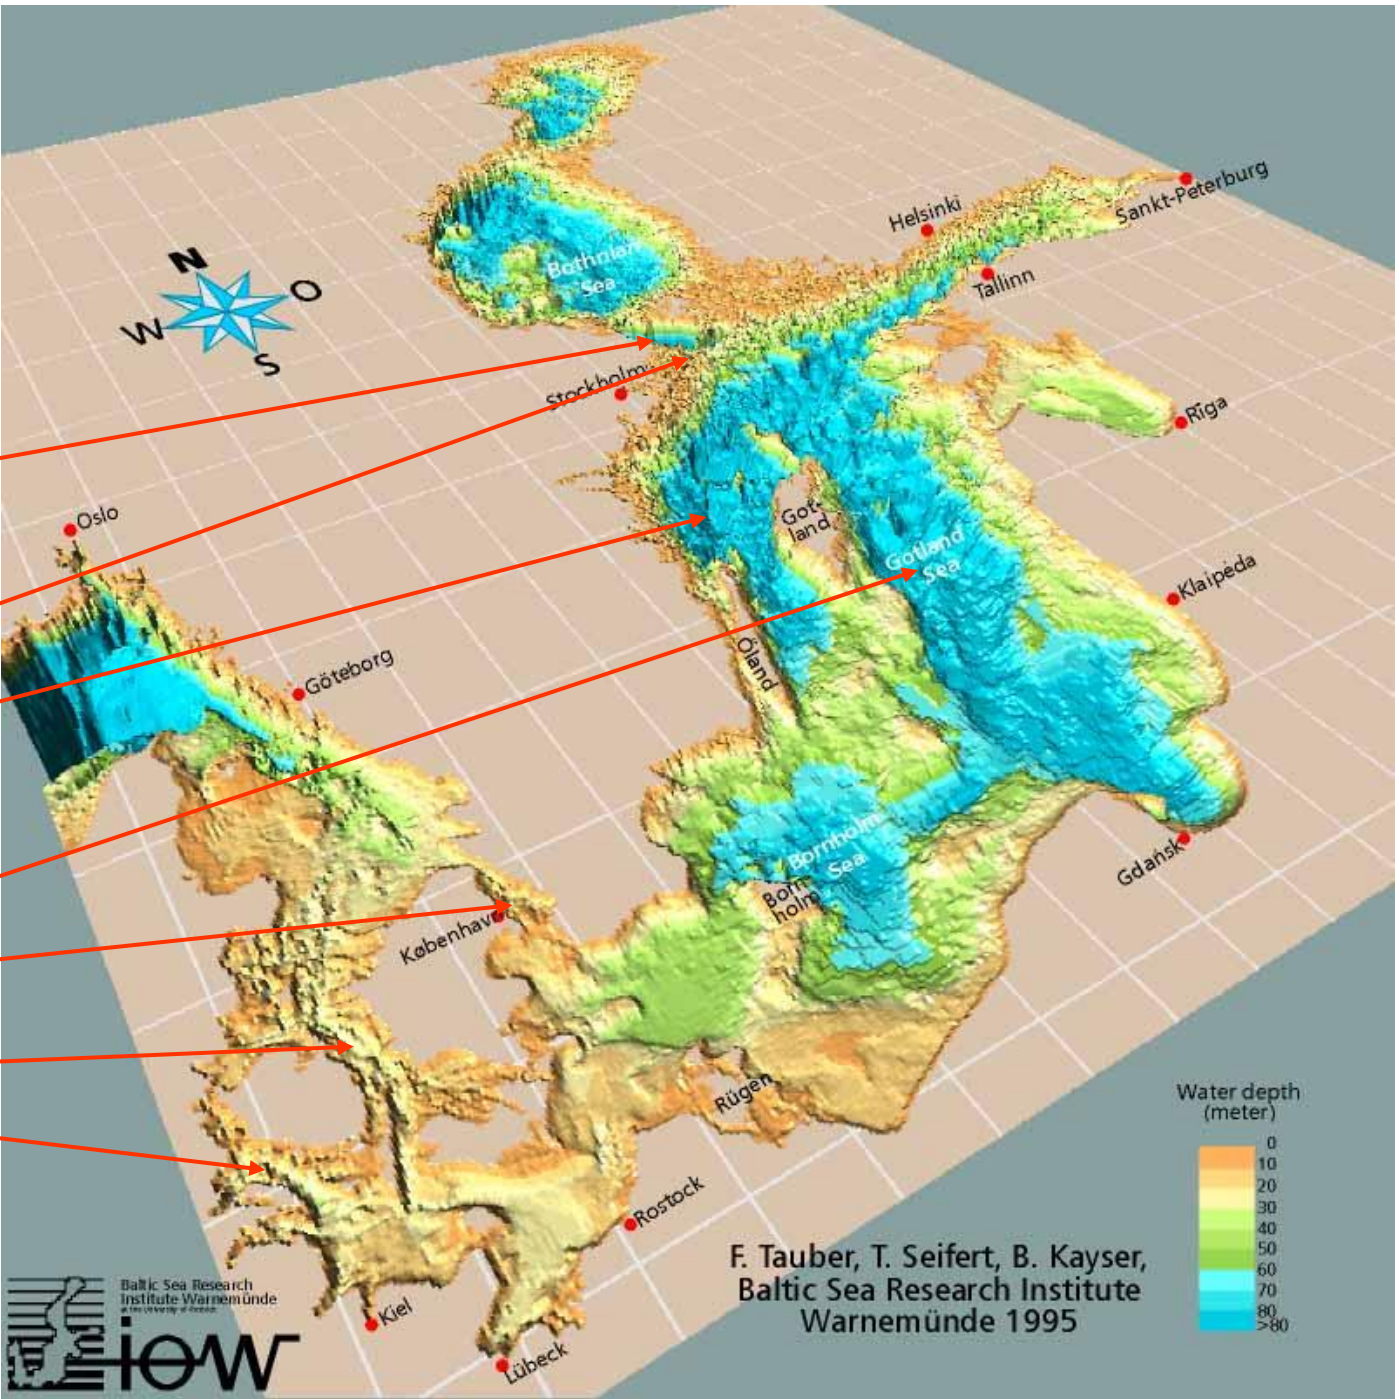 Sankt-Peterburg
Helsinki
Tallinn
Bothnian
Sea
N
O
W
S
Stockholm
Riga
Oslo
Got-
land
Gotland
Sea
Klaipeda
Öland
Göteborg
Bornholm
Sea
Born-
holm
Gdańsk
København
Rügen
Water depth
(meter)
0
10
20
30
40
50
60
70
80
>80
Rostock
F. Tauber, T. Seifert, B. Kayser,
Baltic Sea Research Institute
Warnemünde 1995
Baltic Sea Research
Institute Warnemünde
iow
Kiel
Lübeck